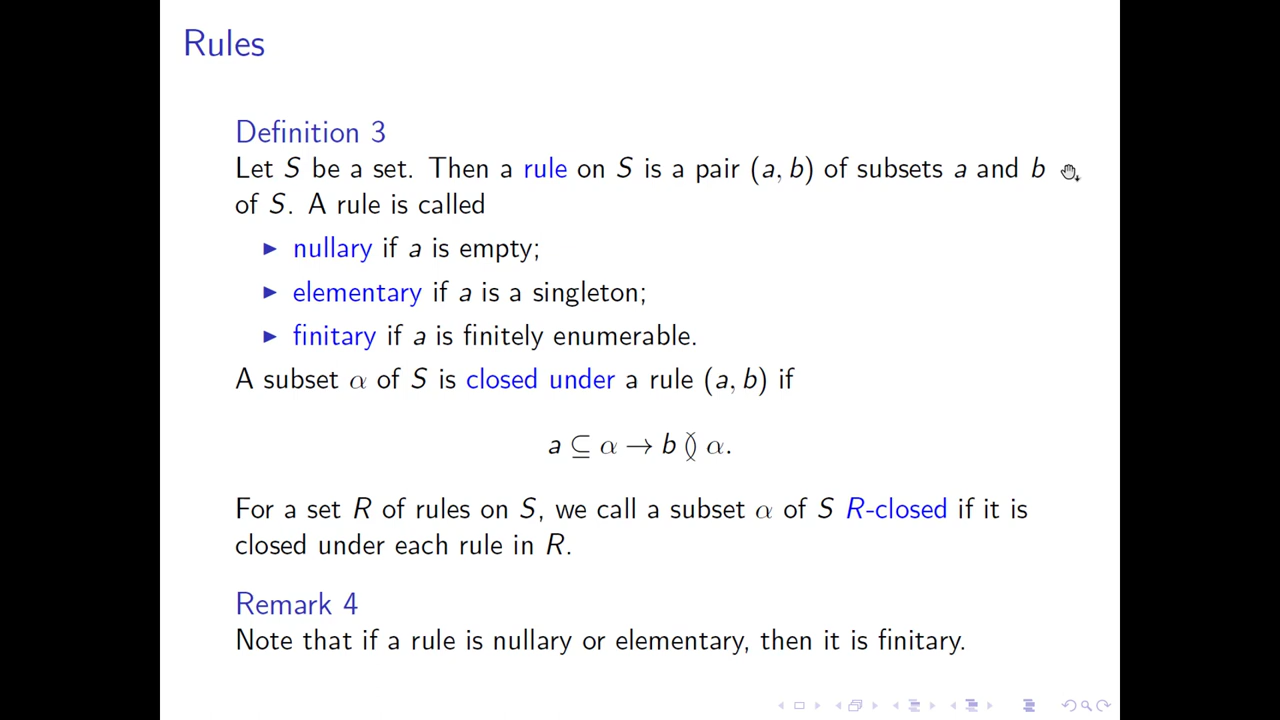 Rules
Definition 3
Let S be a set. Then a rule on S is a pair (a, b) of subsets a and b
of S. A rule is called
▶ nullary if a is empty;
▶ elementary if a is a singleton;
▶ finitary if a is finitely enumerable.
A subset α of S is closed under a rule (a, b) if
a ⊆ α → b ≬ α.
For a set R of rules on S, we call a subset α of S R-closed if it is
closed under each rule in R.
Remark 4
Note that if a rule is nullary or elementary, then it is finitary.